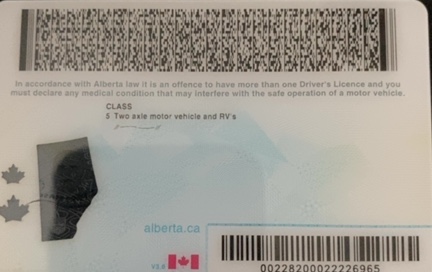 In accordance with Alberta law it is an offence to have more than one Driver's Licence and you
must declare any medical condition that may interfere with the safe operation of a motor vehicle.
CLASS
5 Two axle motor vehicle and RV's
alberta.ca
V2.0
00228200022226965